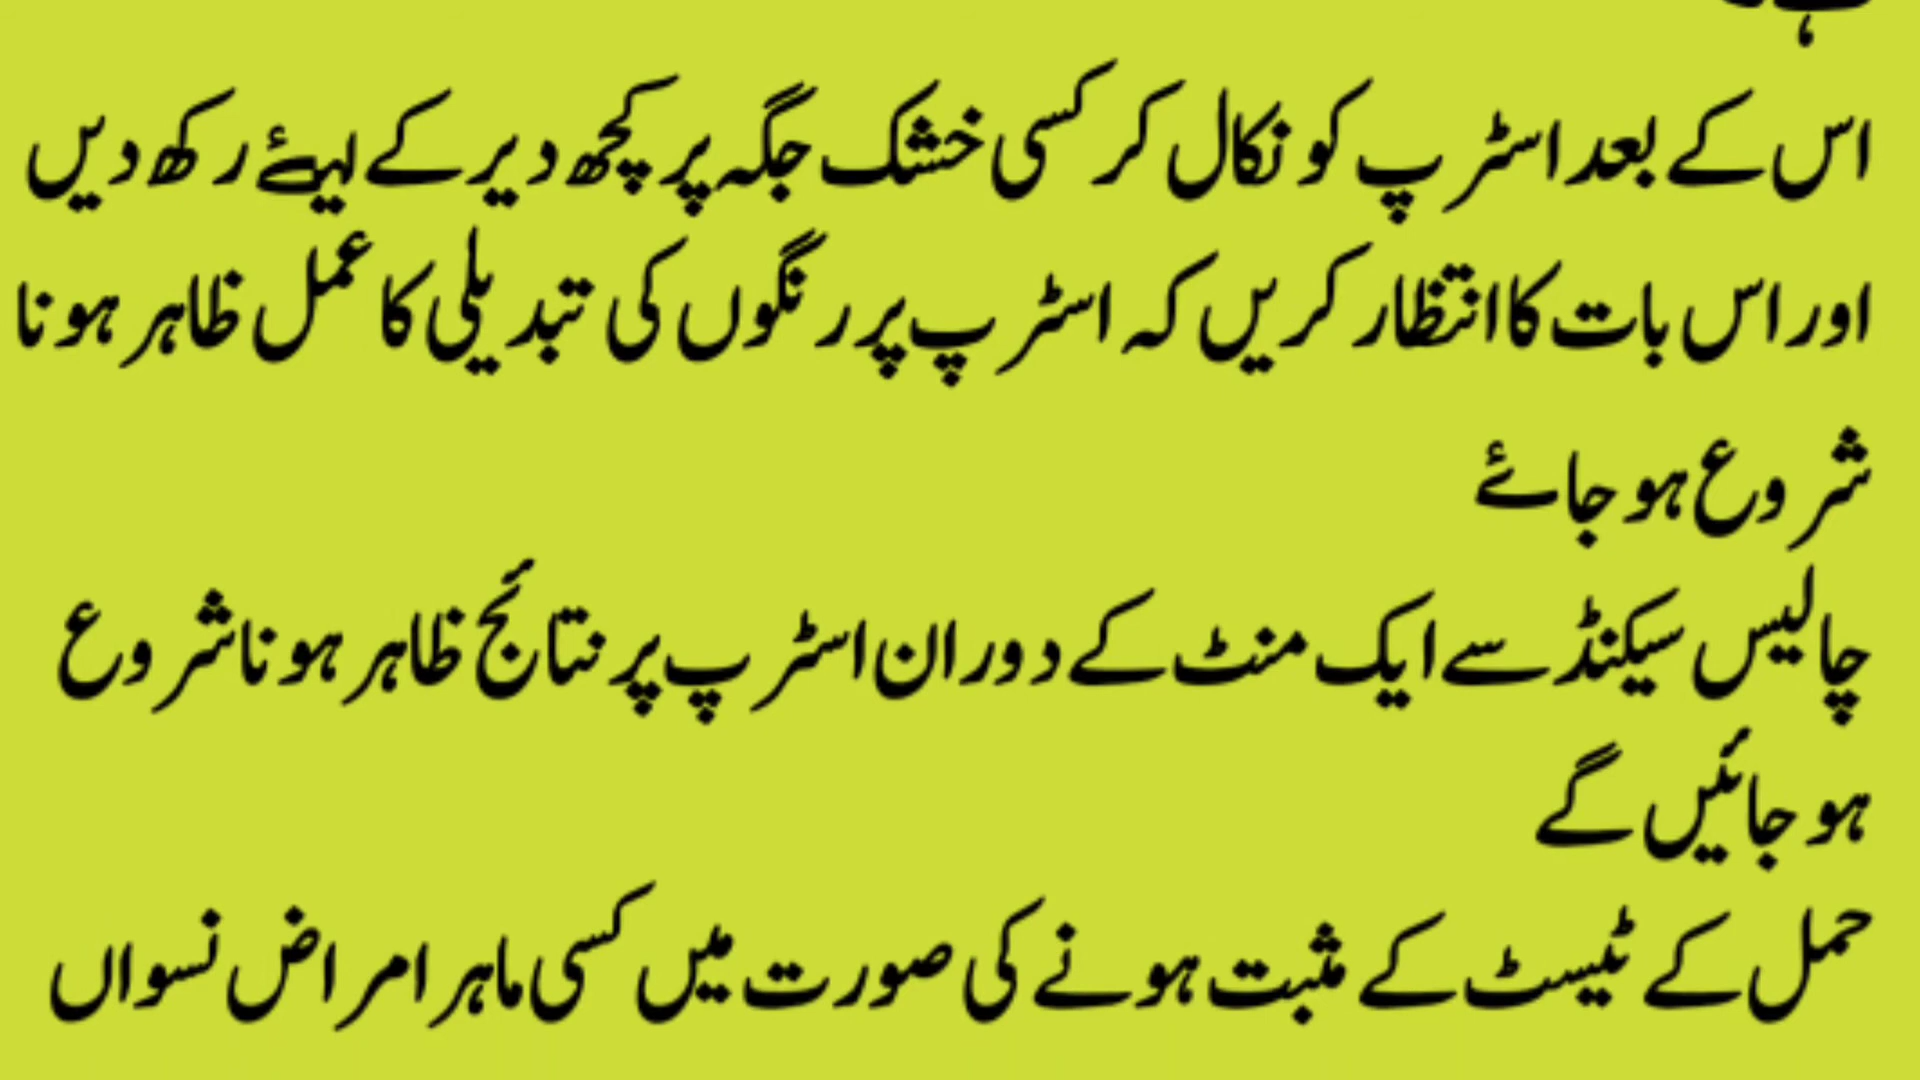 اس کے بعد اسٹرپ کو نکال کر کسی خشک جگہ پر کچھ دیر کے لہیۓ رکھ دیں
اور اس بات کا انتظار کریں کہ اسٹرپ پر رنگوں کی تبدیلی کا عمل ظاہر ہونا
شروع ہو جاۓ
چالیس سیکنڈ سے ایک منٹ کے دوران اسٹرپ پر نتائج ظاہر ہونا شروع
ہو جائیں گے
حمل کے ٹیسٹ کے مثبت ہونے کی صورت میں کسی ماہر امراض نسواں